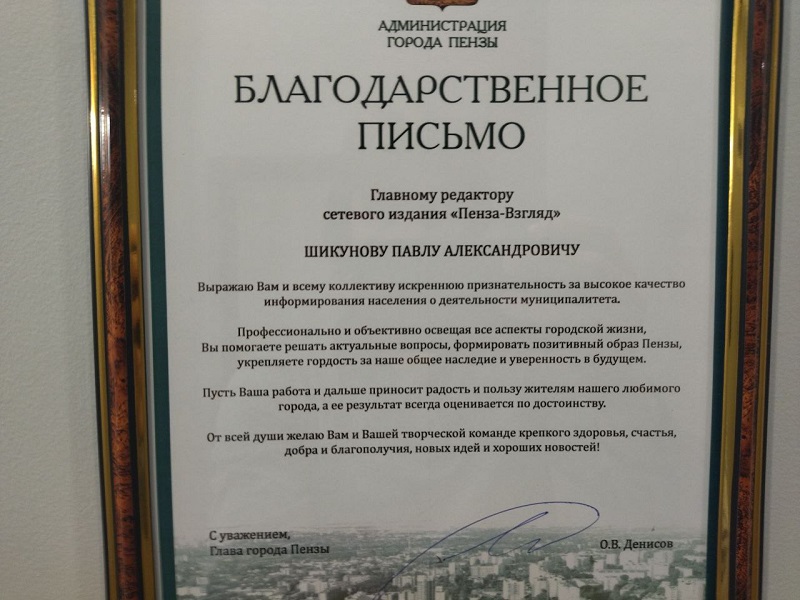 АДМИНИСТРАЦИЯ
ГОРОДА ПЕНЗЫ
БЛАГОДАРСТВЕННОЕ
ПИСЬМО
Главному редактору
сетевого издания «Пенза-Взгляд»
ШИКУНОВУ ПАВЛУ АЛЕКСАНДРОВИЧУ
Выражаю Вам и всему коллективу искреннюю признательность за высокое качество
информирования населения о деятельности муниципалитета.
Профессионально и объективно освещая все аспекты городской жизни,
Вы помогаете решать актуальные вопросы, формировать позитивный образ Пензы,
укрепляете гордость за наше общее наследие и уверенность в будущем.
Пусть Ваша работа и дальше приносит радость и пользу жителям нашего любимого
города, а ее результат всегда оценивается по достоинству.
От всей души желаю Вам и Вашей творческой команде крепкого здоровья, счастья,
добра и благополучия, новых идей и хороших новостей!
С уважением,
Глава города Пензы
О.В. Денисов